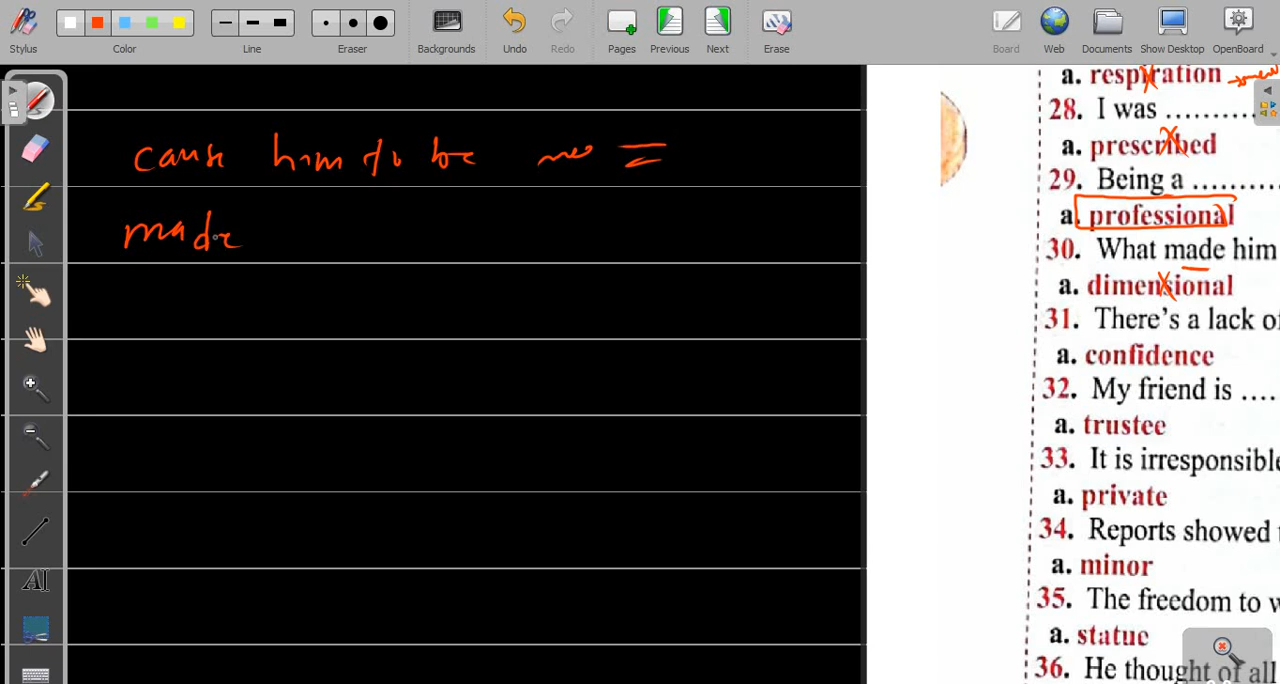 Stylus
Color
Line
Eraser
Backgrounds
Undo
Redo
Pages
Previous
Next
Erase
Board
Web
Documents
Show Desktop
OpenBoard
cause him to be =
made
a. respiration
28. I was ..........
a. prescribed
29. Being a ..........
a. professional
30. What made him
a. dimensional
31. There's a lack of
a. confidence
32. My friend is ....
a. trustee
33. It is irresponsible
a. private
34. Reports showed
a. minor
35. The freedom to
a. statue
36. He thought of all
AI